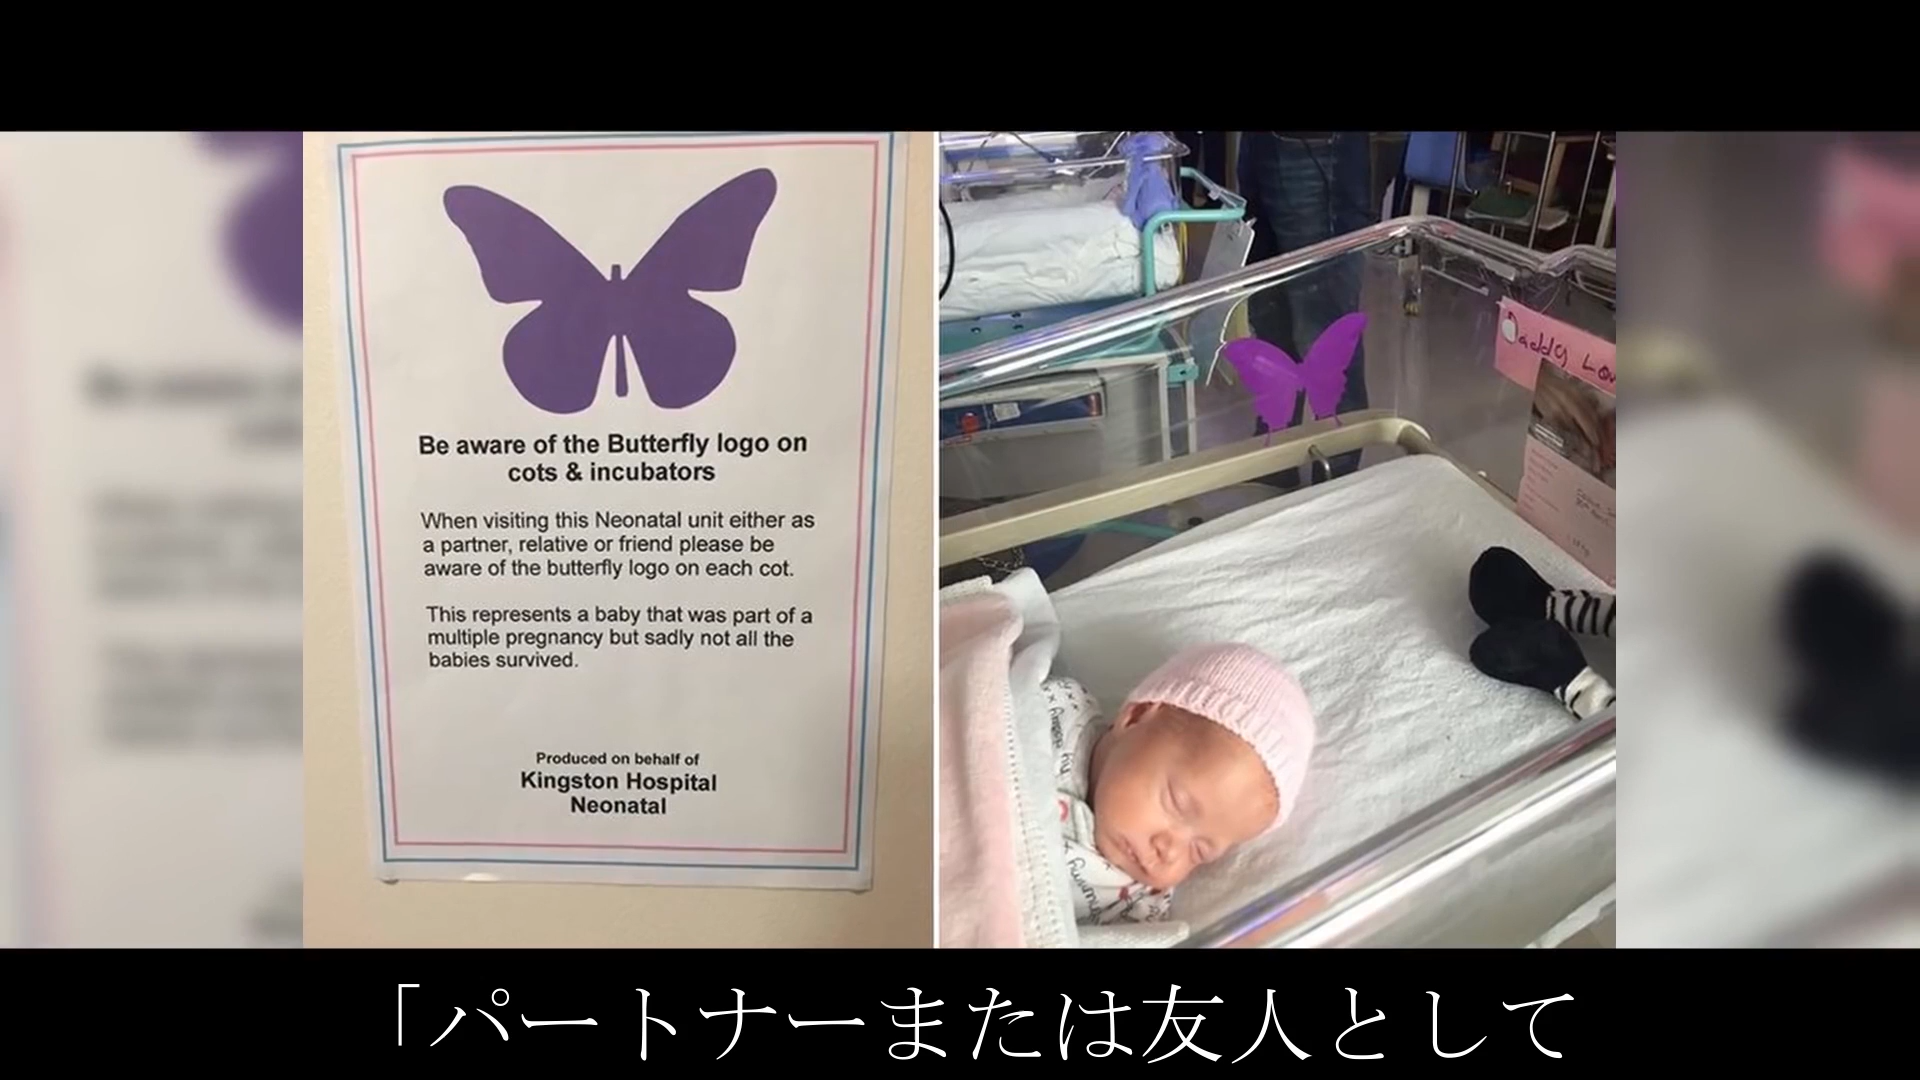 Be aware of the Butterfly logo on
cots & incubators
When visiting this Neonatal unit either as
a partner, relative or friend please be
aware of the butterfly logo on each cot.
This represents a baby that was part of a
multiple pregnancy but sadly not all the
babies survived.
Produced on behalf of
Kingston Hospital
Neonatal
Daddy
「パートナーまたは友人として